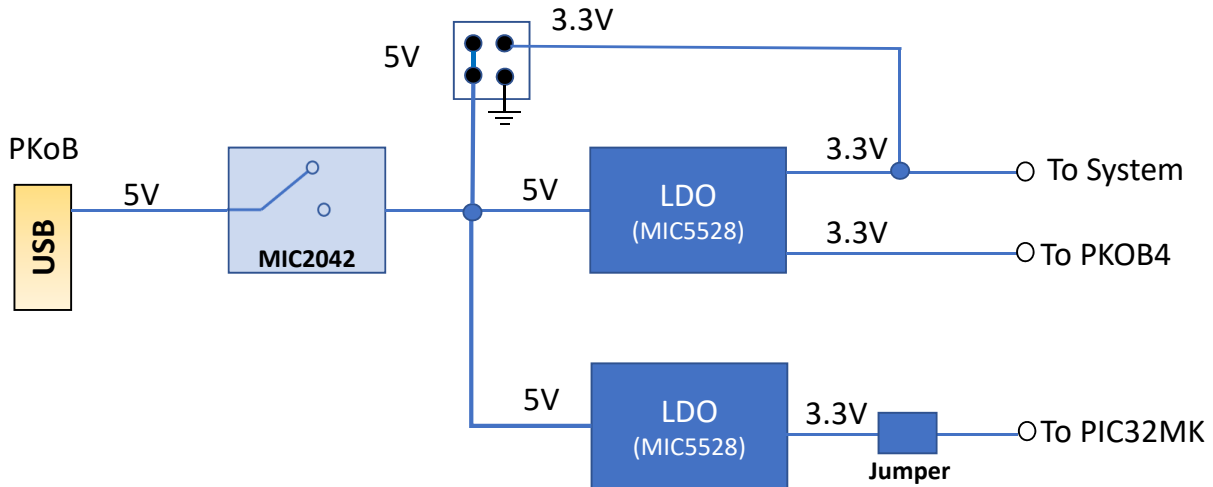 3.3V
5V
PKoB
USB
5V
MIC2042
5V
LDO
(MIC5528)
3.3V
To System
3.3V
To PKOB4
5V
LDO
(MIC5528)
3.3V
Jumper
To PIC32MK